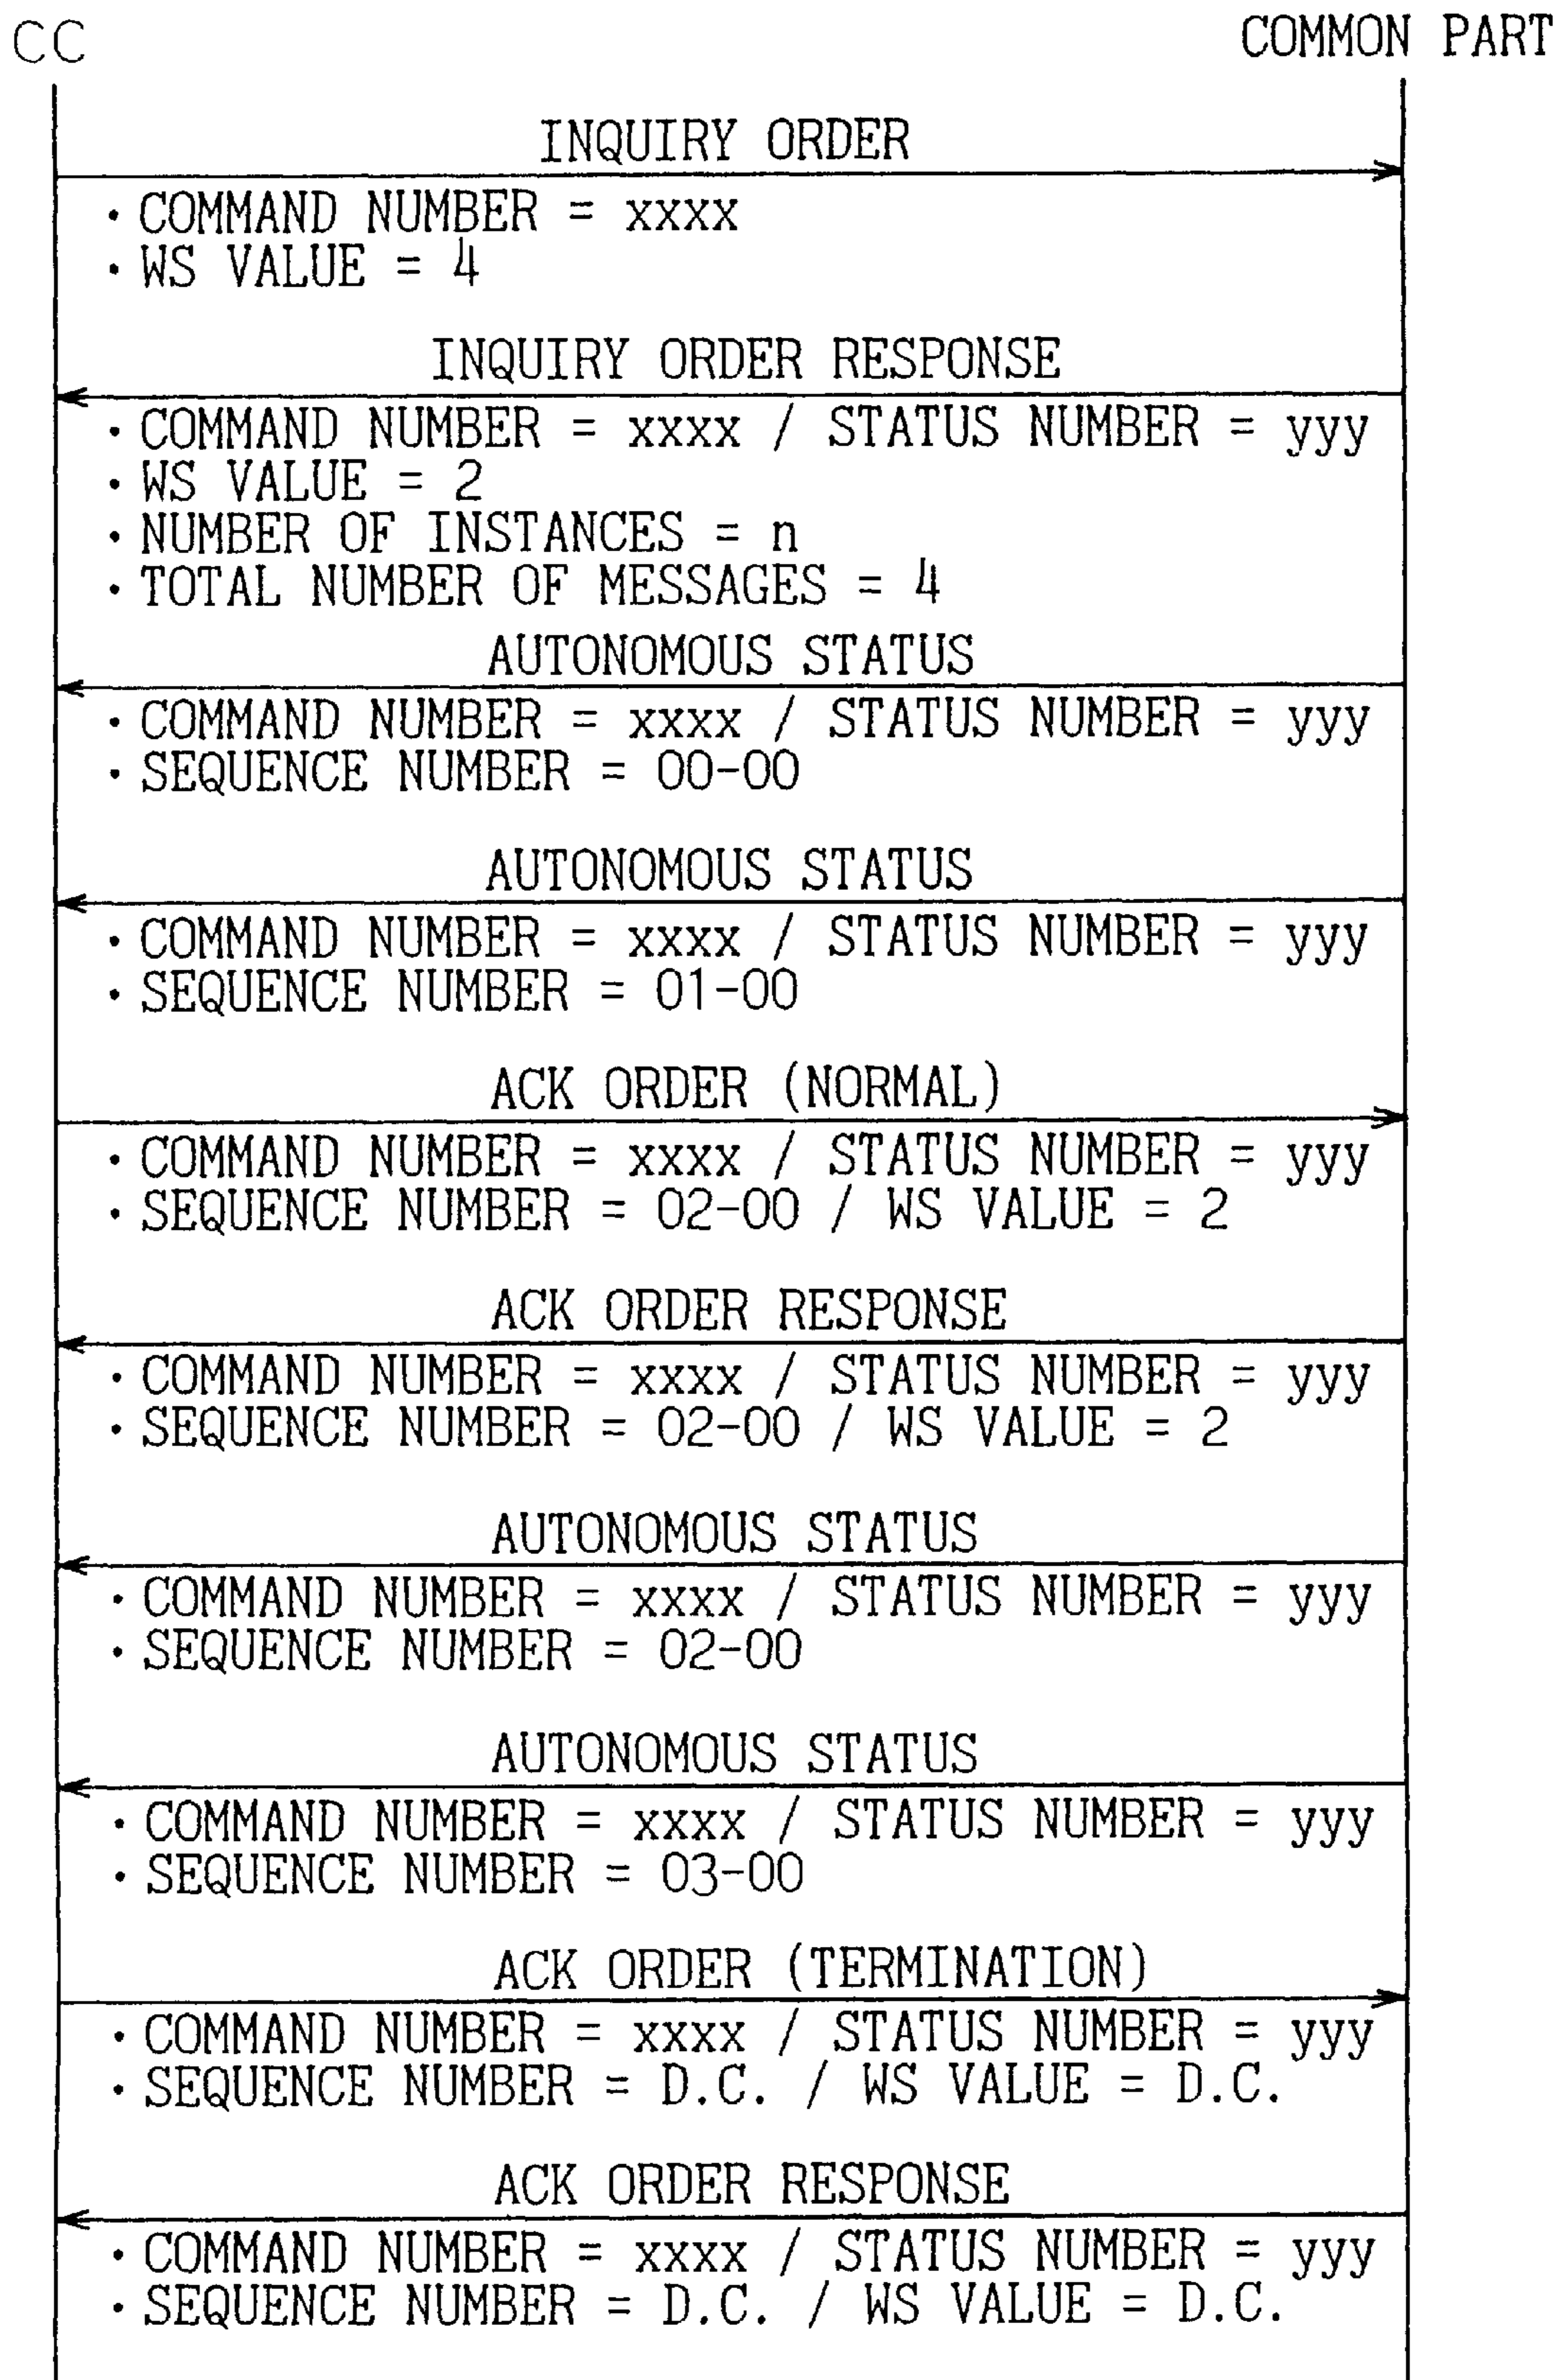 CC COMMON PART
INQUIRY ORDER
· COMMAND NUMBER = xxxx
· WS VALUE = 4
INQUIRY ORDER RESPONSE
· COMMAND NUMBER = xxxx / STATUS NUMBER = yyy
· WS VALUE = 2
· NUMBER OF INSTANCES = n
· TOTAL NUMBER OF MESSAGES = 4
AUTONOMOUS STATUS
· COMMAND NUMBER = xxxx / STATUS NUMBER = yyy
· SEQUENCE NUMBER = 00-00
AUTONOMOUS STATUS
· COMMAND NUMBER = xxxx / STATUS NUMBER = yyy
· SEQUENCE NUMBER = 01-00
ACK ORDER (NORMAL)
· COMMAND NUMBER = xxxx / STATUS NUMBER = yyy
· SEQUENCE NUMBER = 02-00 / WS VALUE = 2
ACK ORDER RESPONSE
· COMMAND NUMBER = xxxx / STATUS NUMBER = yyy
· SEQUENCE NUMBER = 02-00 / WS VALUE = 2
AUTONOMOUS STATUS
· COMMAND NUMBER = xxxx / STATUS NUMBER = yyy
· SEQUENCE NUMBER = 02-00
AUTONOMOUS STATUS
· COMMAND NUMBER = xxxx / STATUS NUMBER = yyy
· SEQUENCE NUMBER = 03-00
ACK ORDER (TERMINATION)
· COMMAND NUMBER = xxxx / STATUS NUMBER = yyy
· SEQUENCE NUMBER = D.C. / WS VALUE = D.C.
ACK ORDER RESPONSE
· COMMAND NUMBER = xxxx / STATUS NUMBER = yyy
· SEQUENCE NUMBER = D.C. / WS VALUE = D.C.